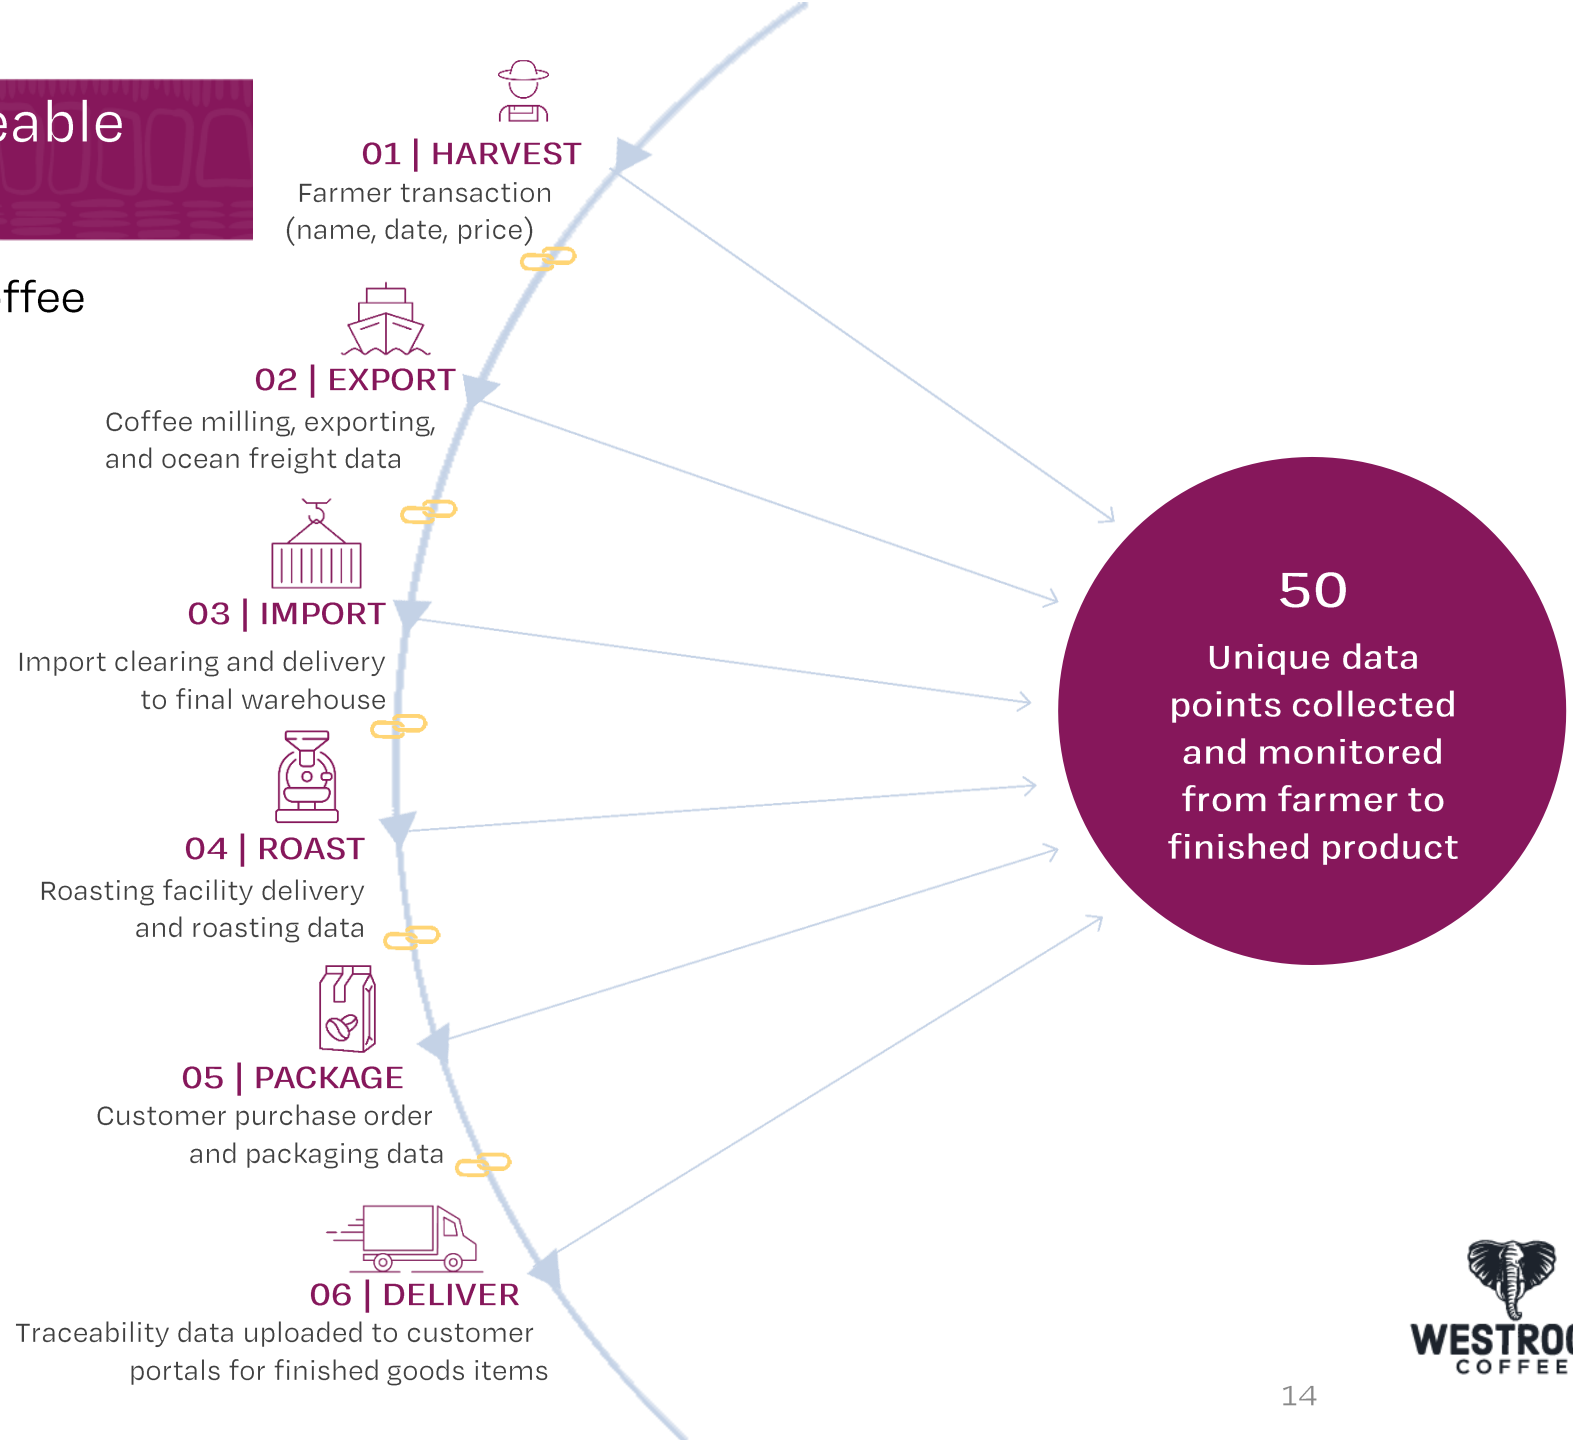 eable
ffee
01 | HARVEST
Farmer transaction
(name, date, price)
02 | EXPORT
Coffee milling, exporting,
and ocean freight data
03 | IMPORT
Import clearing and delivery
to final warehouse
04 | ROAST
Roasting facility delivery
and roasting data
05 | PACKAGE
Customer purchase order
and packaging data
06 | DELIVER
Traceability data uploaded to customer
portals for finished goods items
50
Unique data
points collected
and monitored
from farmer to
finished product
WESTROC
COFFEE
14